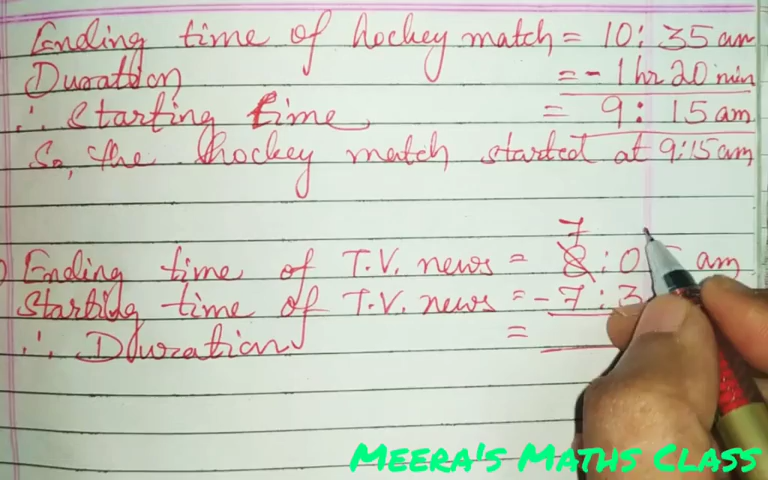 Ending time of hockey match = 10:35 am
Duration = - 1 hr 20 min
∴ Starting time = 9:15 am
So, the hockey match started at 9:15 am
7
Ending time of T.V. news = 8:0 am
Starting time of T.V. news = - 7:3
∴ Duration =
MEERA'S MATHS CLASS